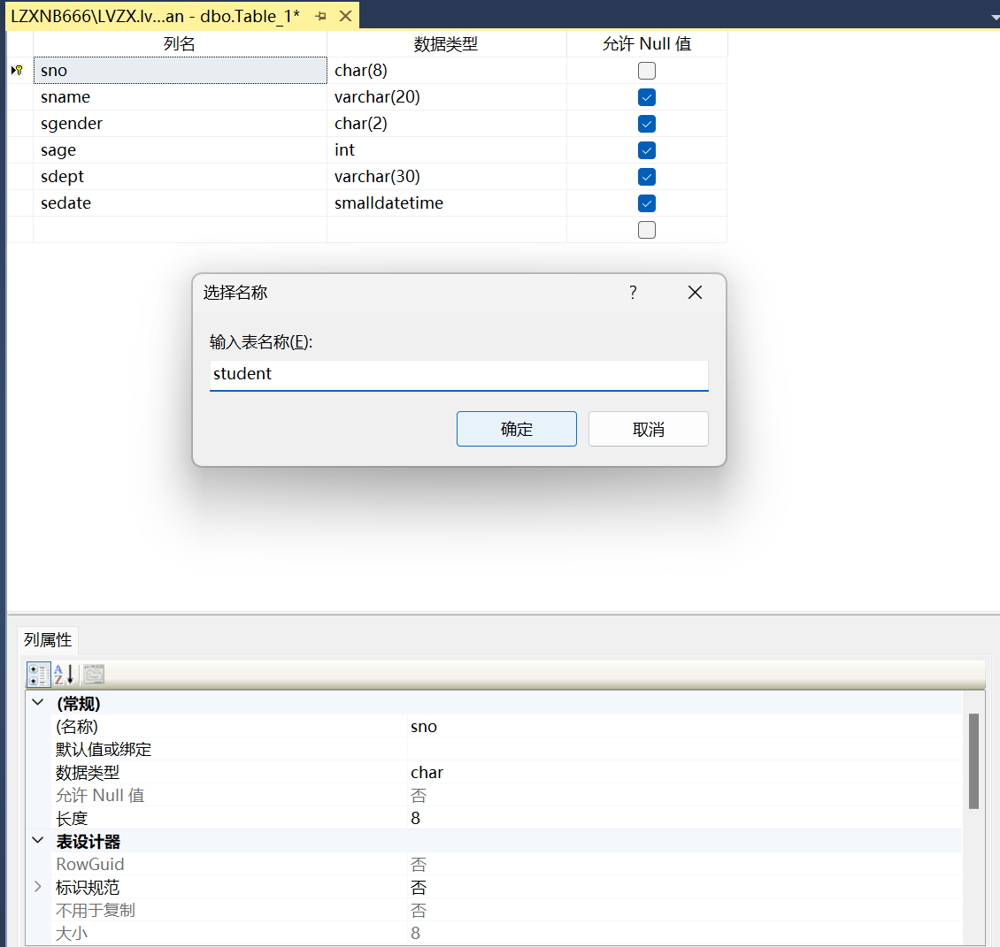 LZXNB666\LVZX.lv...an - dbo.Table_1*
列名 数据类型 允许 Null 值
sno char(8)
sname varchar(20)
sgender char(2)
sage int
sdept varchar(30)
sedate smalldatetime
选择名称 ?
输入表名称(E):
student
确定 取消
列属性
(常规)
(名称) sno
默认值或绑定
数据类型 char
允许 Null 值 否
长度 8
表设计器
RowGuid 否
标识规范 否
不用于复制 否
大小 8